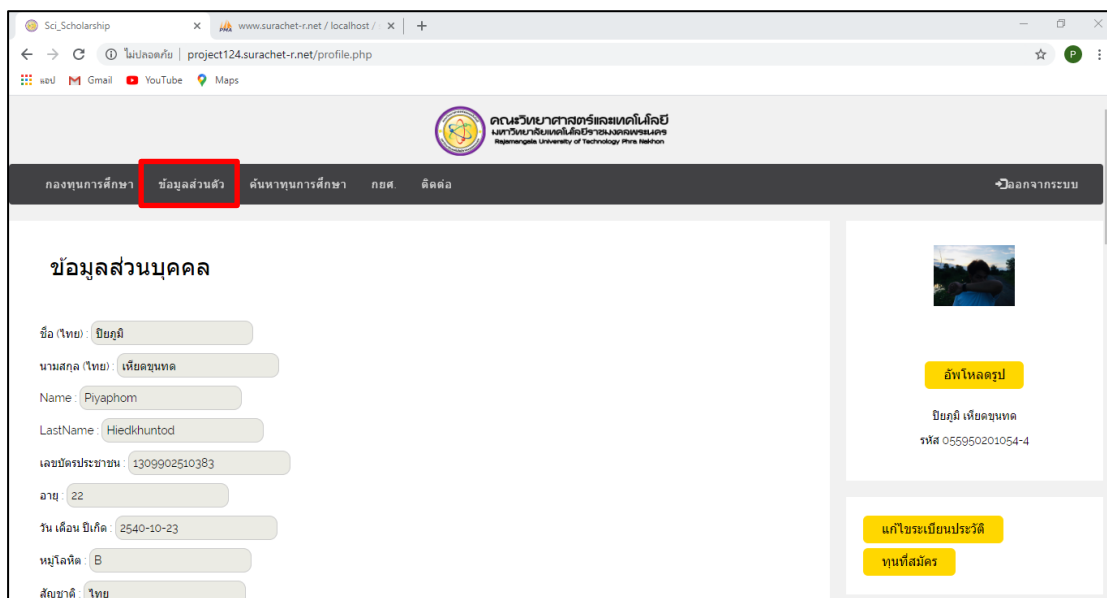 Sci_Scholarship
www.surachet-r.net / localhost /
ไม่ปลอดภัย | project124.surachet-r.net/profile.php
P
แอป Gmail YouTube Maps
คณะวิทยาศาสตร์และเทคโนโลยี
มหาวิทยาลัยเทคโนโลยีราชมงคลพระนคร
Rajamangala University of Technology Phra Nakhon
กองทุนการศึกษา ข้อมูลส่วนตัว ค้นหาทุนการศึกษา กยศ. ติดต่อ ออกจากระบบ
ข้อมูลส่วนบุคคล
ชื่อ (ไทย) : ปิยภูมิ
นามสกุล (ไทย) : เหียดขุนทด
Name : Piyaphom
LastName : Hiedkhuntod
เลขบัตรประชาชน : 1309902510383
อายุ : 22
วัน เดือน ปีเกิด : 2540-10-23
หมู่โลหิต : B
สัญชาติ : ไทย
อัพโหลดรูป
ปิยภูมิ เหียดขุนทด
รหัส 055950201054-4
แก้ไขระเบียนประวัติ
ทุนที่สมัคร